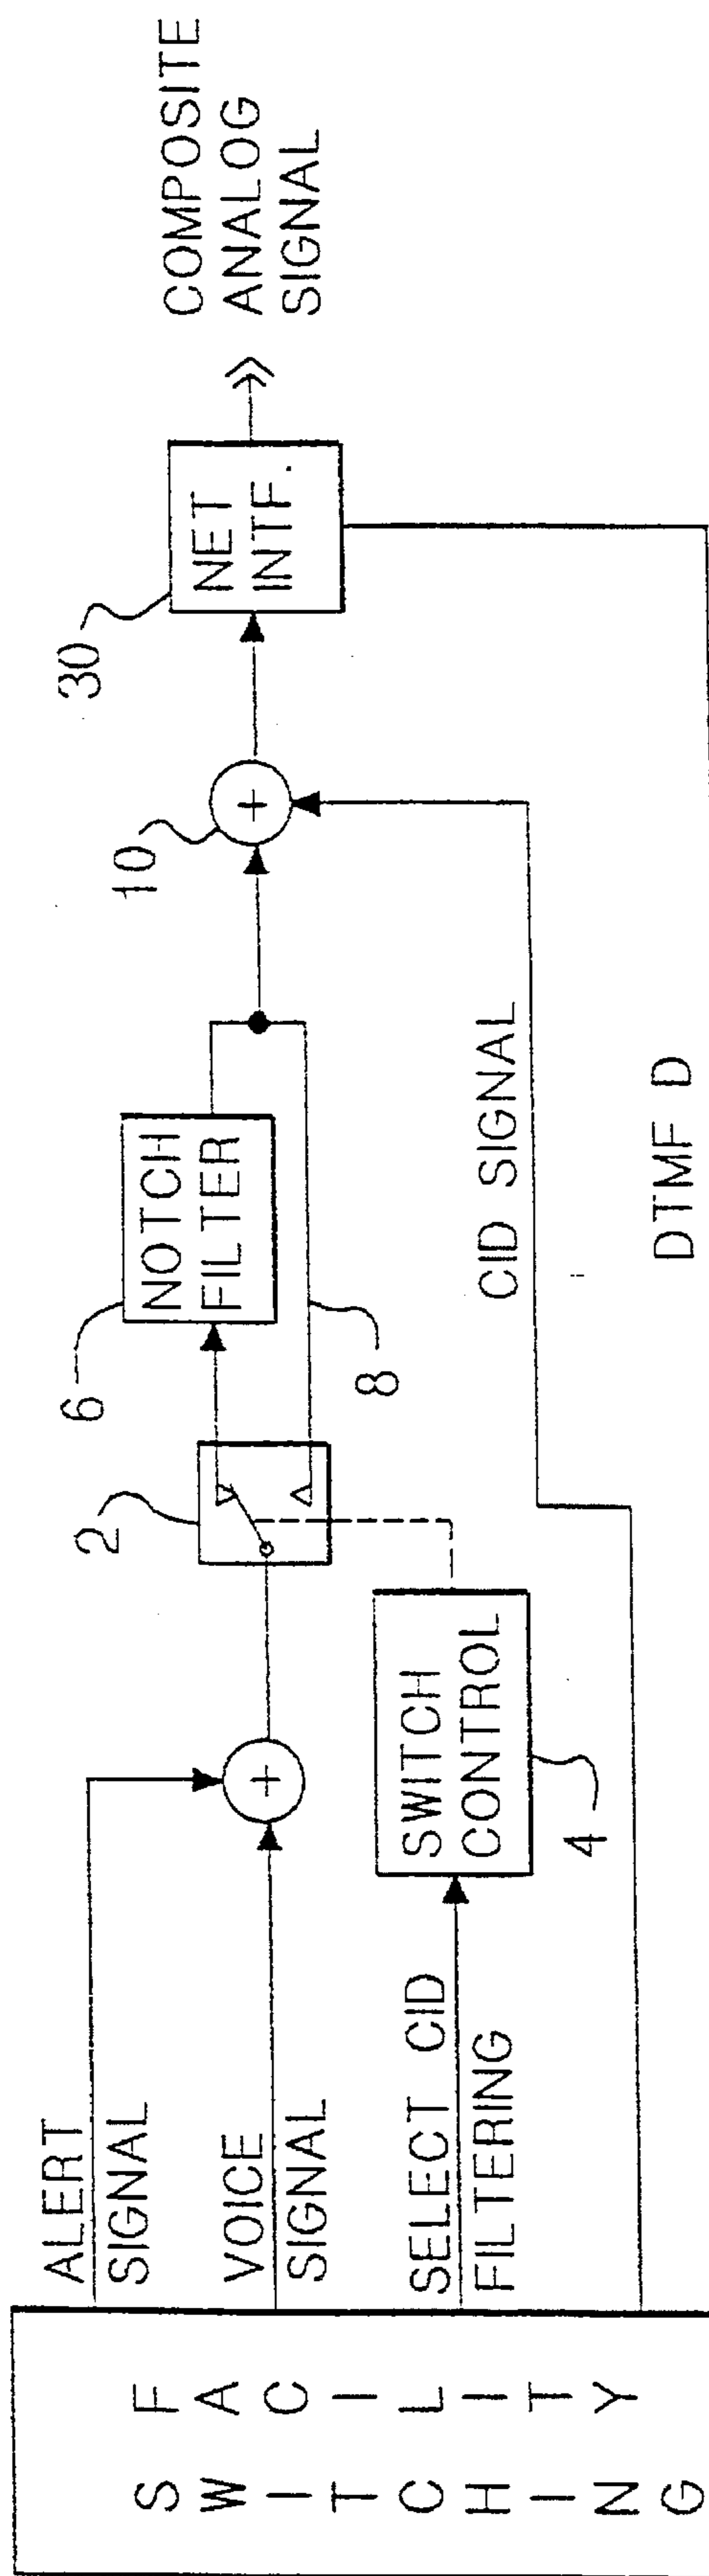 SWITCHING
FACILITY
ALERT
SIGNAL
VOICE
SIGNAL
SELECT CID
FILTERING
SWITCH
CONTROL
4
2
6
NOTCH
FILTER
8
10
30
NET
INTF.
COMPOSITE
ANALOG
SIGNAL
CID SIGNAL
DTMF D